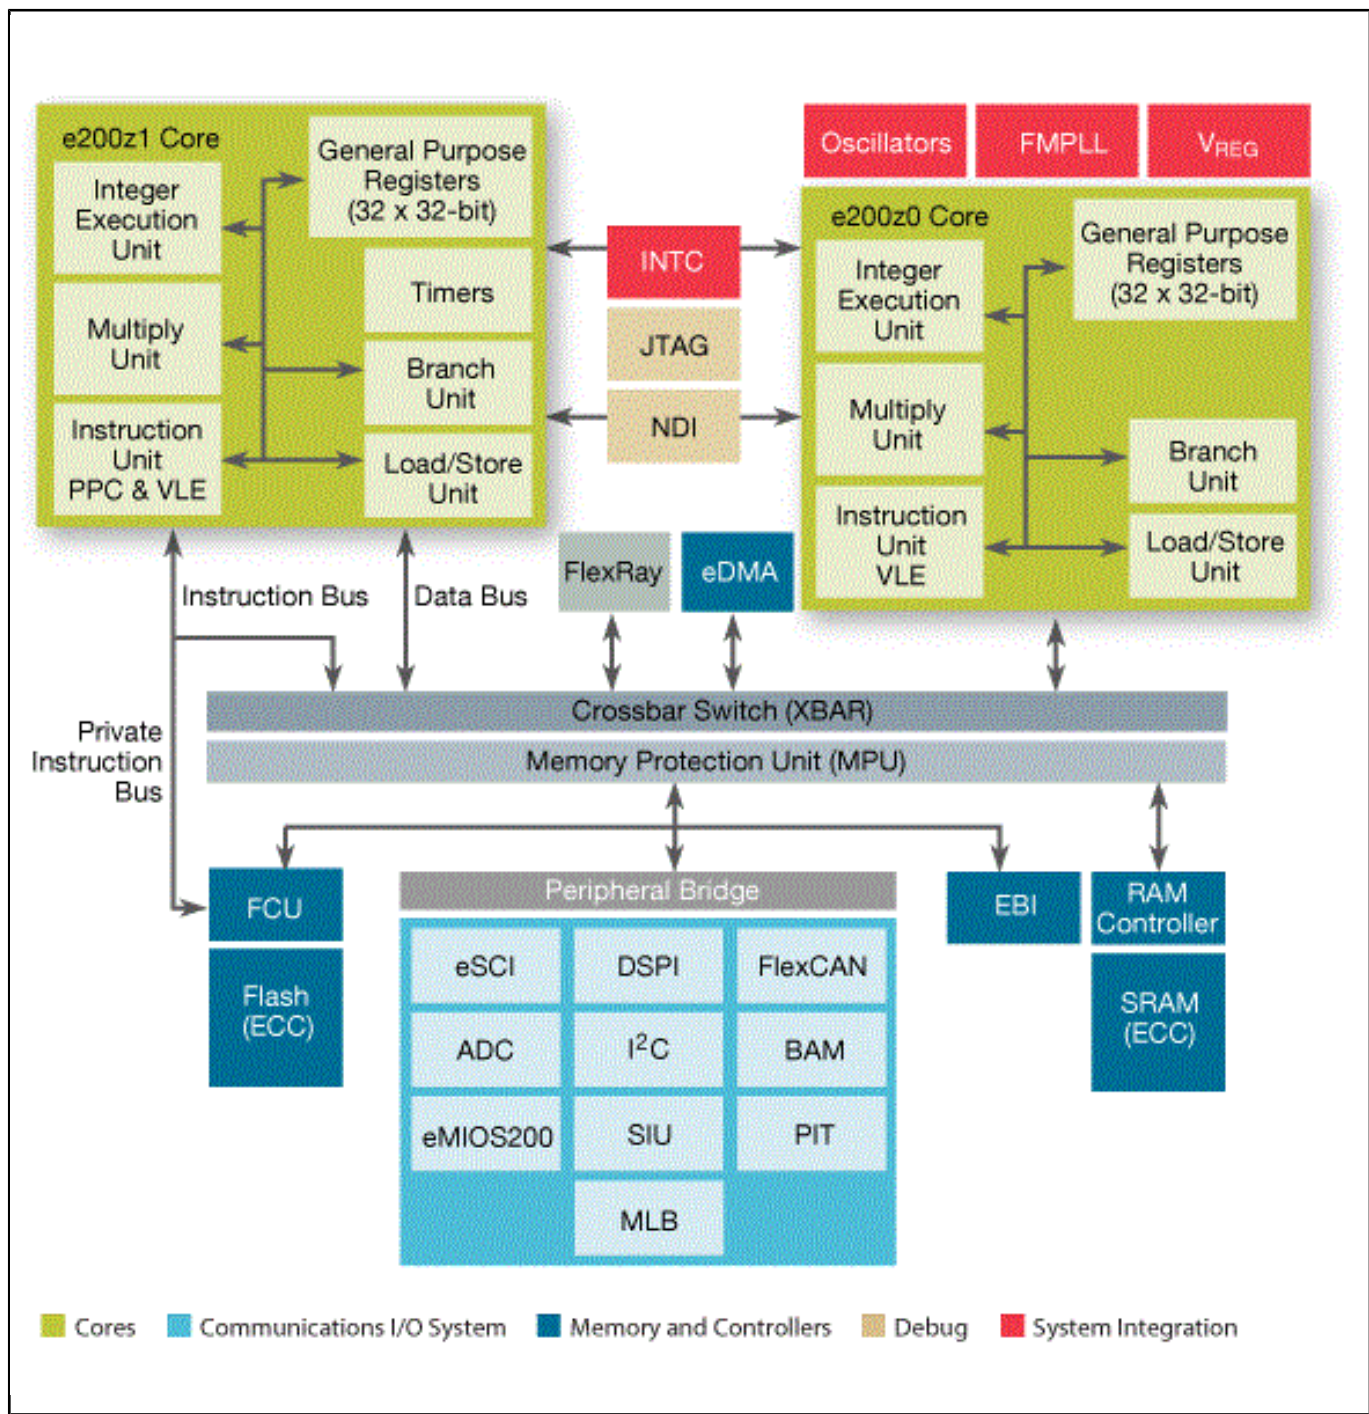 e200z1 Core
Integer
Execution
Unit
Multiply
Unit
Instruction
Unit
PPC & VLE
General Purpose
Registers
(32 x 32-bit)
Timers
Branch
Unit
Load/Store
Unit
INTC
JTAG
NDI
Oscillators
FMPLL
VREG
e200z0 Core
Integer
Execution
Unit
Multiply
Unit
Instruction
Unit
VLE
General Purpose
Registers
(32 x 32-bit)
Branch
Unit
Load/Store
Unit
FlexRay
eDMA
Instruction Bus
Data Bus
Private
Instruction
Bus
Crossbar Switch (XBAR)
Memory Protection Unit (MPU)
FCU
Flash
(ECC)
Peripheral Bridge
eSCI
DSPI
FlexCAN
ADC
I²C
BAM
eMIOS200
SIU
PIT
MLB
EBI
RAM
Controller
SRAM
(ECC)
Cores
Communications I/O System
Memory and Controllers
Debug
System Integration